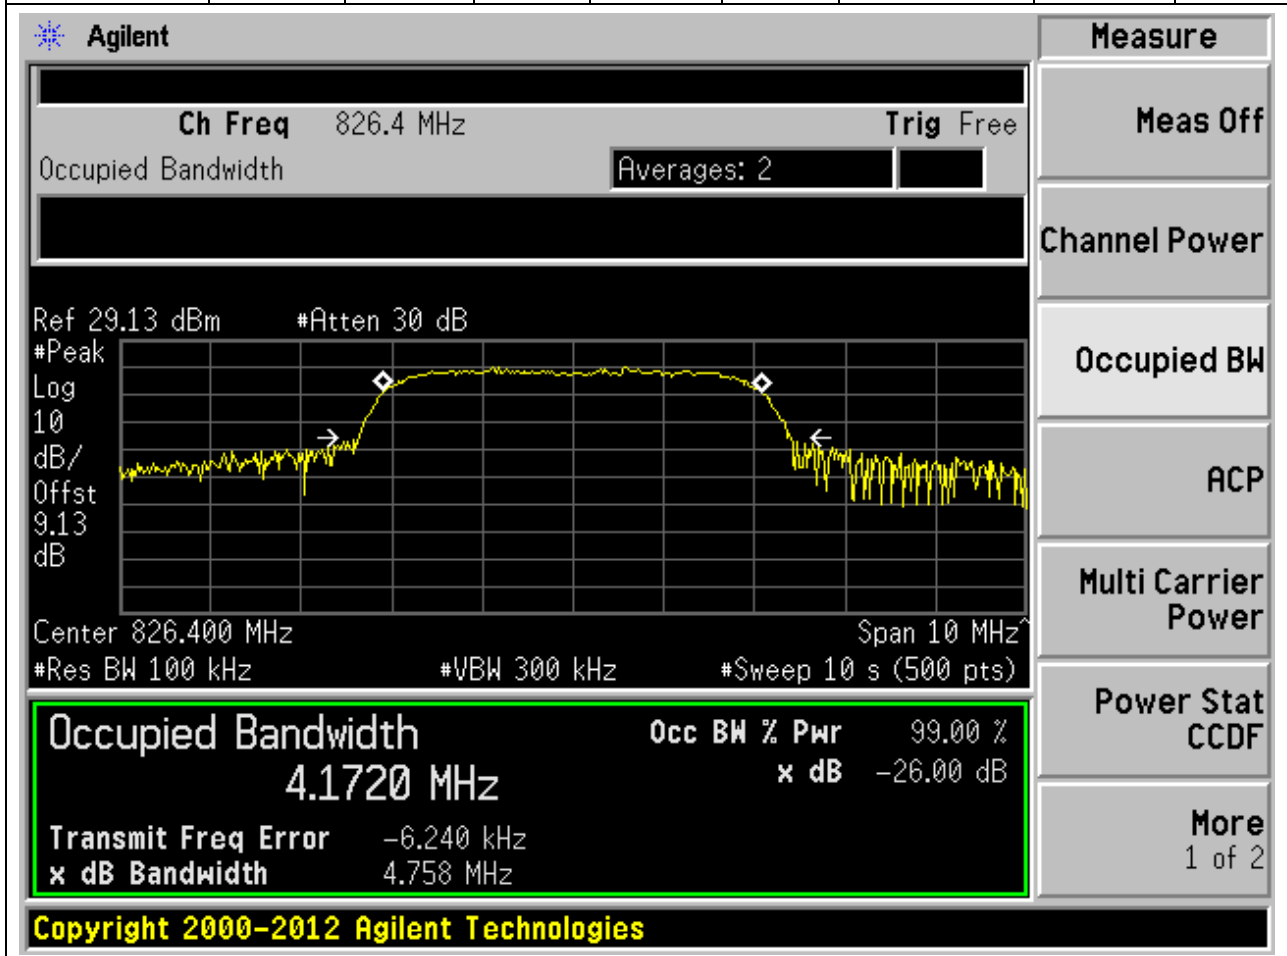 Agilent
Measure
Ch Freq 826.4 MHz Trig Free
Occupied Bandwidth Averages: 2
Meas Off
Channel Power
Occupied BW
ACP
Multi Carrier
Power
Power Stat
CCDF
More
1 of 2
Ref 29.13 dBm #Atten 30 dB
#Peak
Log
10
dB/
Offst
9.13
dB
Center 826.400 MHz Span 10 MHz^
#Res BW 100 kHz #VBW 300 kHz #Sweep 10 s (500 pts)
Occupied Bandwidth Occ BW % Pwr 99.00 %
4.1720 MHz x dB -26.00 dB
Transmit Freq Error -6.240 kHz
x dB Bandwidth 4.758 MHz
Copyright 2000-2012 Agilent Technologies